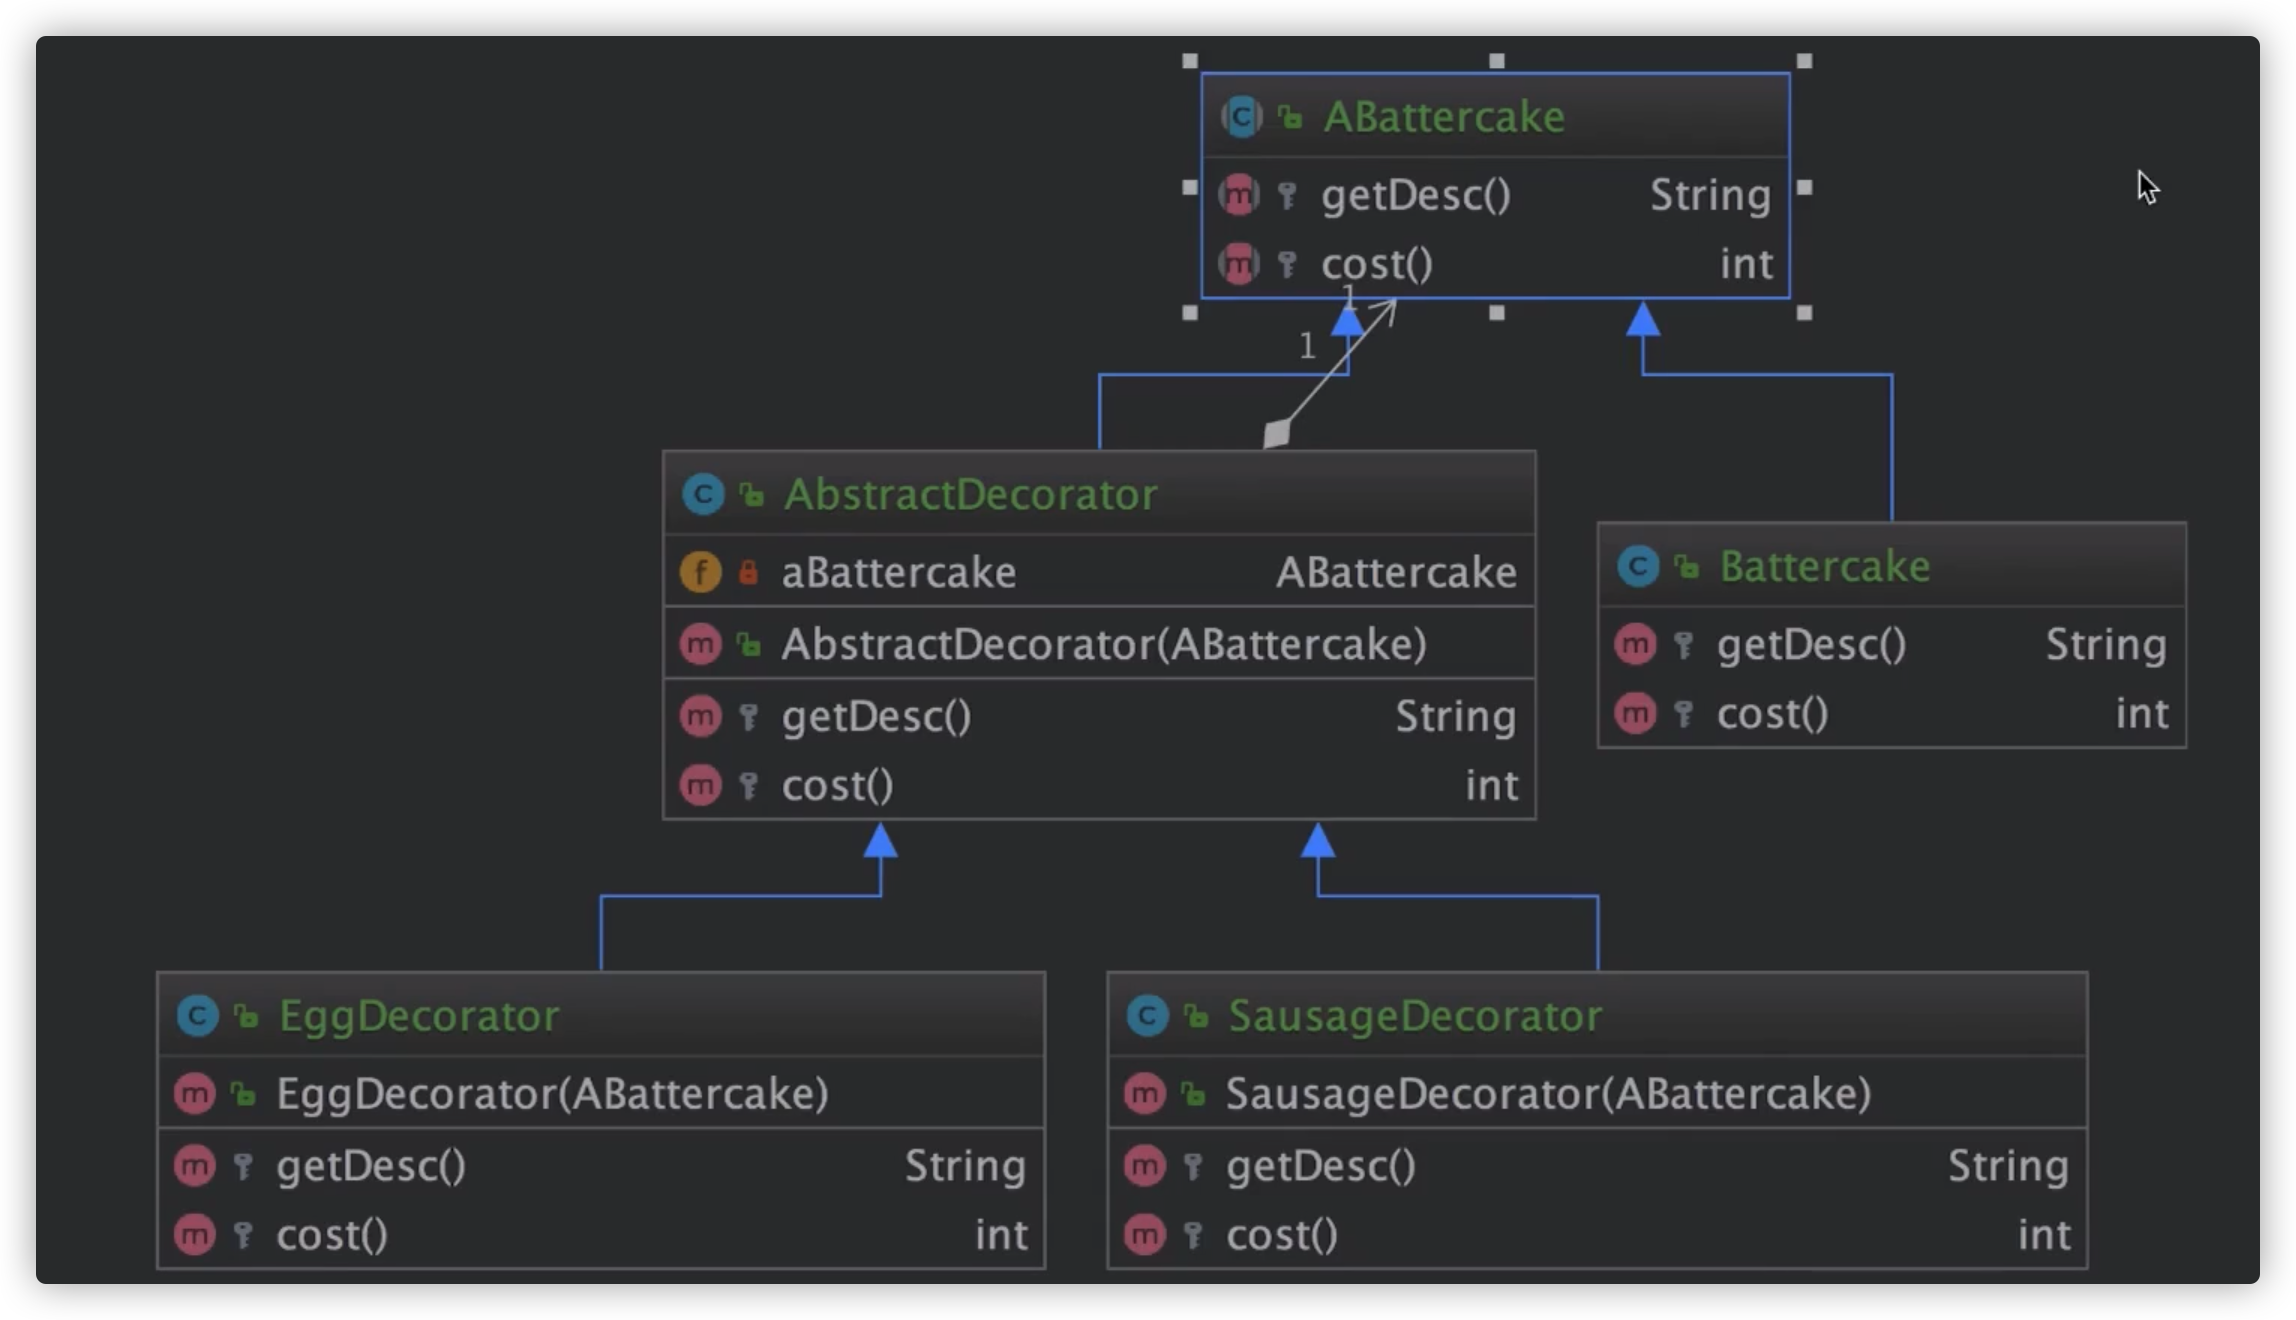 ABattercake
getDesc() String
cost() int
1
1
AbstractDecorator
aBattercake ABattercake
AbstractDecorator(ABattercake)
getDesc() String
cost() int
Battercake
getDesc() String
cost() int
EggDecorator
EggDecorator(ABattercake)
getDesc() String
cost() int
SausageDecorator
SausageDecorator(ABattercake)
getDesc() String
cost() int